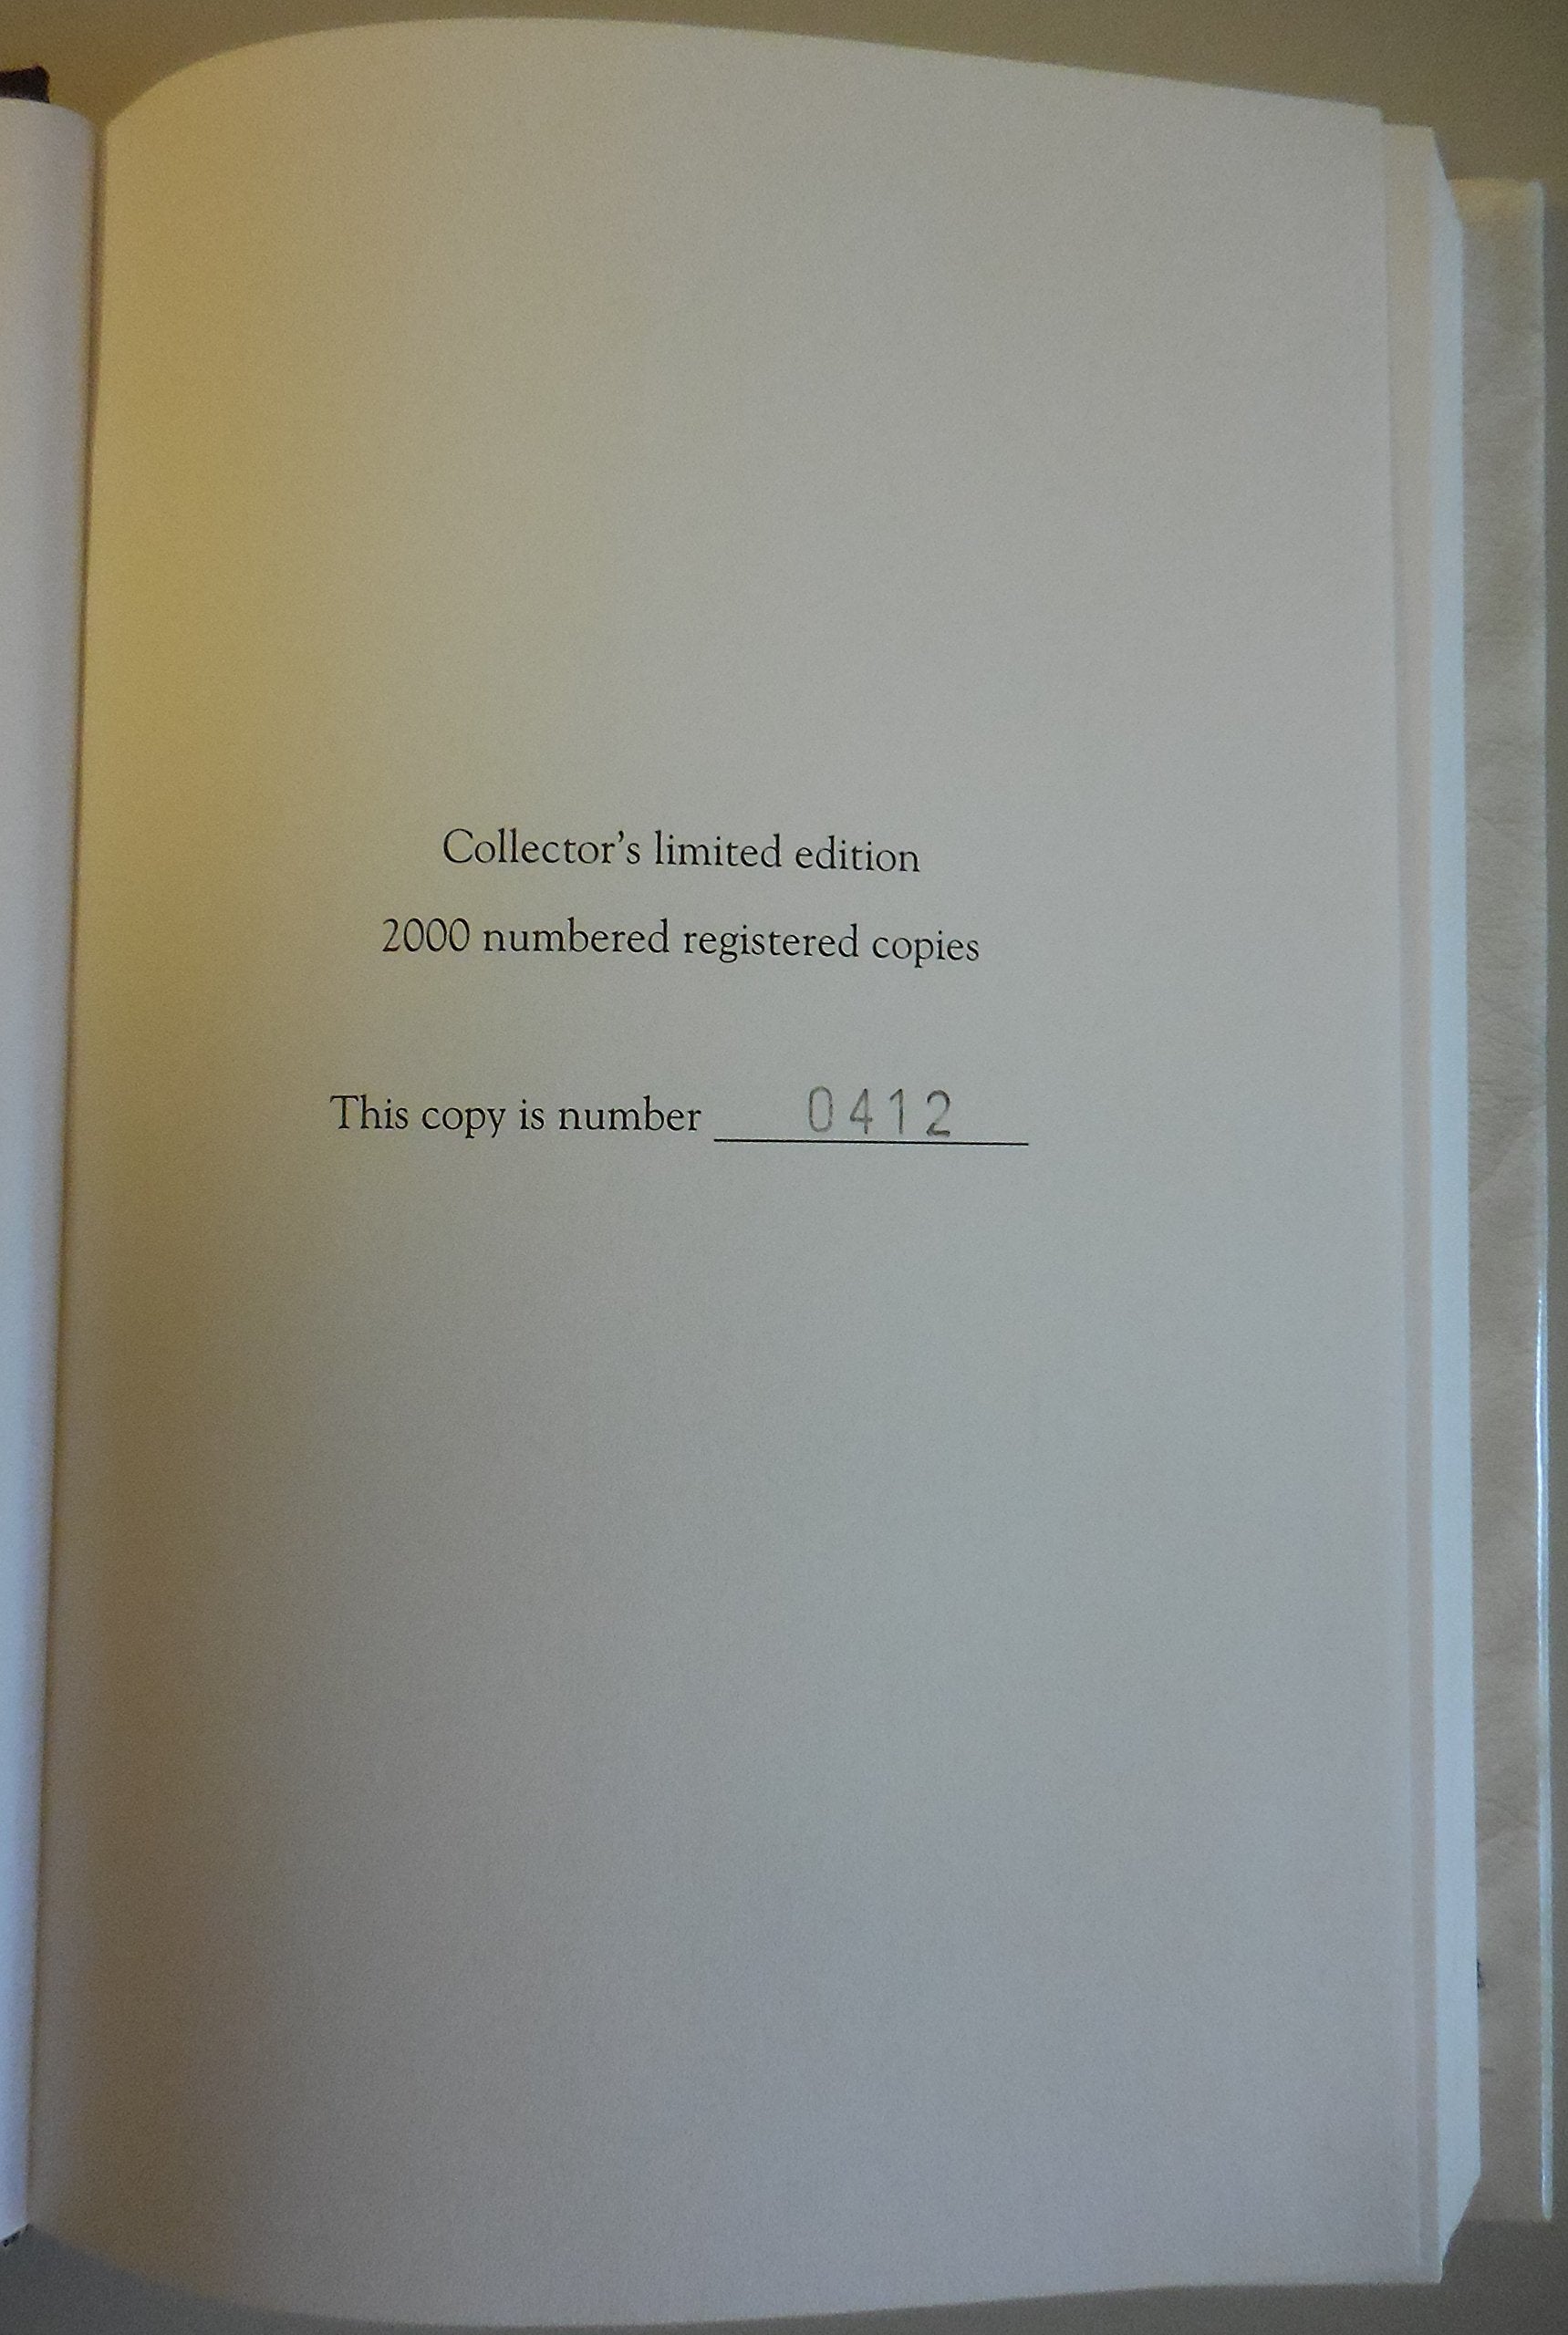 Collector's limited edition
2000 numbered registered copies
This copy is number 0412